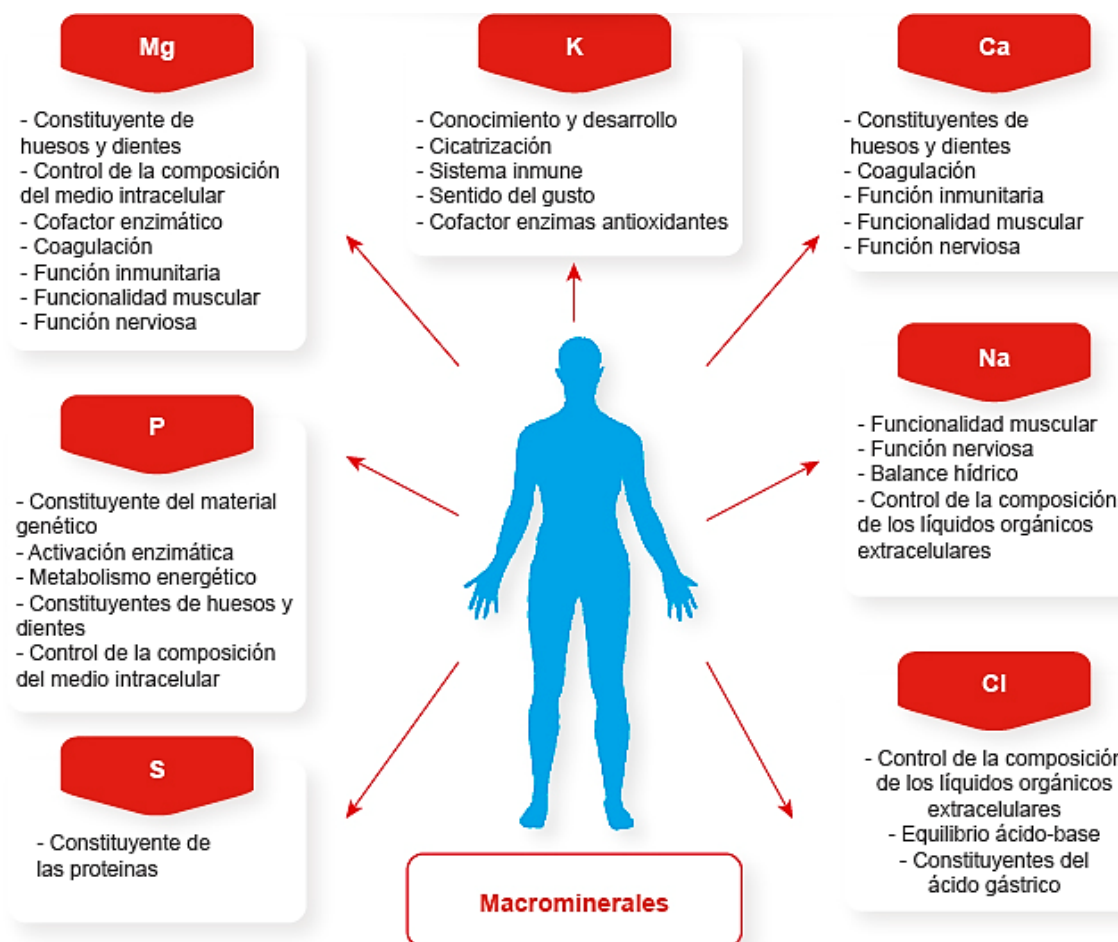 Mg
- Constituyente de
huesos y dientes
- Control de la composición
del medio intracelular
- Cofactor enzimático
- Coagulación
- Función inmunitaria
- Funcionalidad muscular
- Función nerviosa
K
- Conocimiento y desarrollo
- Cicatrización
- Sistema inmune
- Sentido del gusto
- Cofactor enzimas antioxidantes
Ca
- Constituyentes de
huesos y dientes
- Coagulación
- Función inmunitaria
- Funcionalidad muscular
- Función nerviosa
P
- Constituyente del material
genético
- Activación enzimática
- Metabolismo energético
- Constituyentes de huesos y
dientes
- Control de la composición
del medio intracelular
Na
- Funcionalidad muscular
- Función nerviosa
- Balance hídrico
- Control de la composición
de los líquidos orgánicos
extracelulares
S
- Constituyente de
las proteinas
Cl
- Control de la composición
de los líquidos orgánicos
extracelulares
- Equilibrio ácido-base
- Constituyentes del
ácido gástrico
Macrominerales